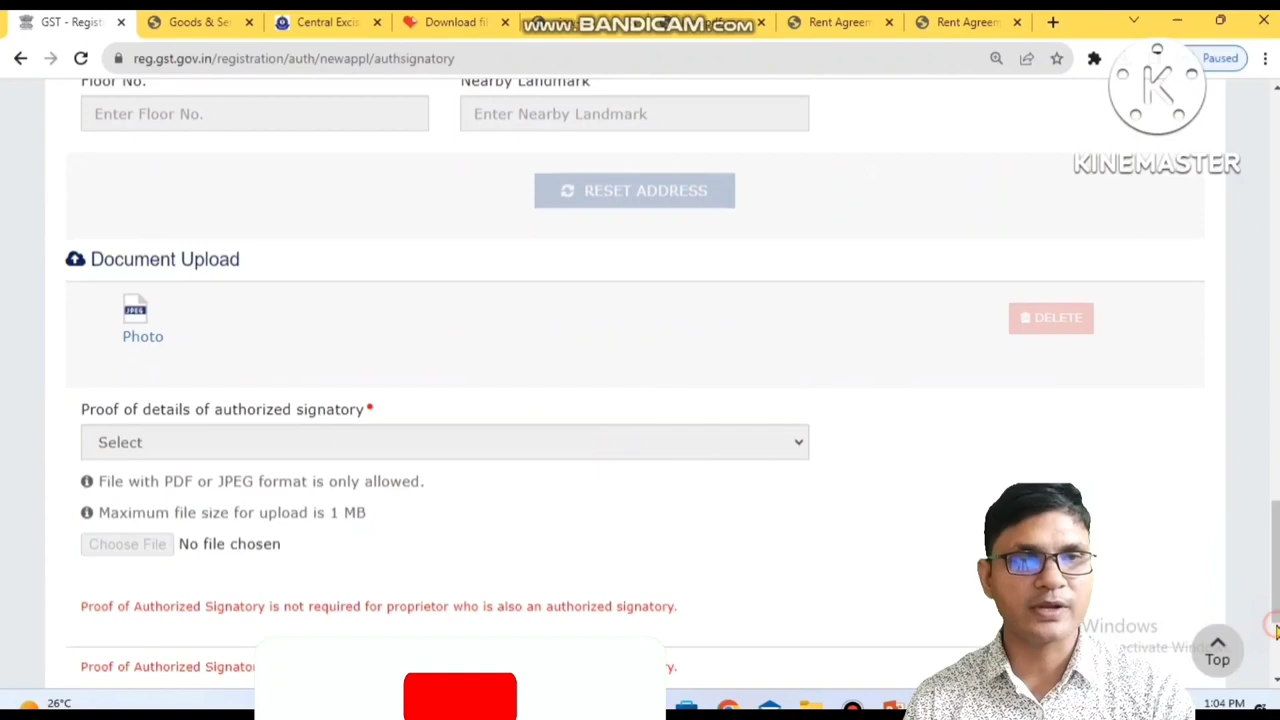 GST - Regist
Goods & Se
Central Excis
Download fi
www.BANDICAM.com
Rent Agreem
Rent Agreem
reg.gst.gov.in/registration/auth/newappl/authsignatory
Paused
KINEMASTER
Floor No.
Nearby Landmark
Enter Floor No.
Enter Nearby Landmark
RESET ADDRESS
Document Upload
JPEG
Photo
DELETE
Proof of details of authorized signatory*
Select
File with PDF or JPEG format is only allowed.
Maximum file size for upload is 1 MB
Choose File No file chosen
Proof of Authorized Signatory is not required for proprietor who is also an authorized signatory.
Windows
Top
Proof of Authorized Signator
26°C
1:04 PM